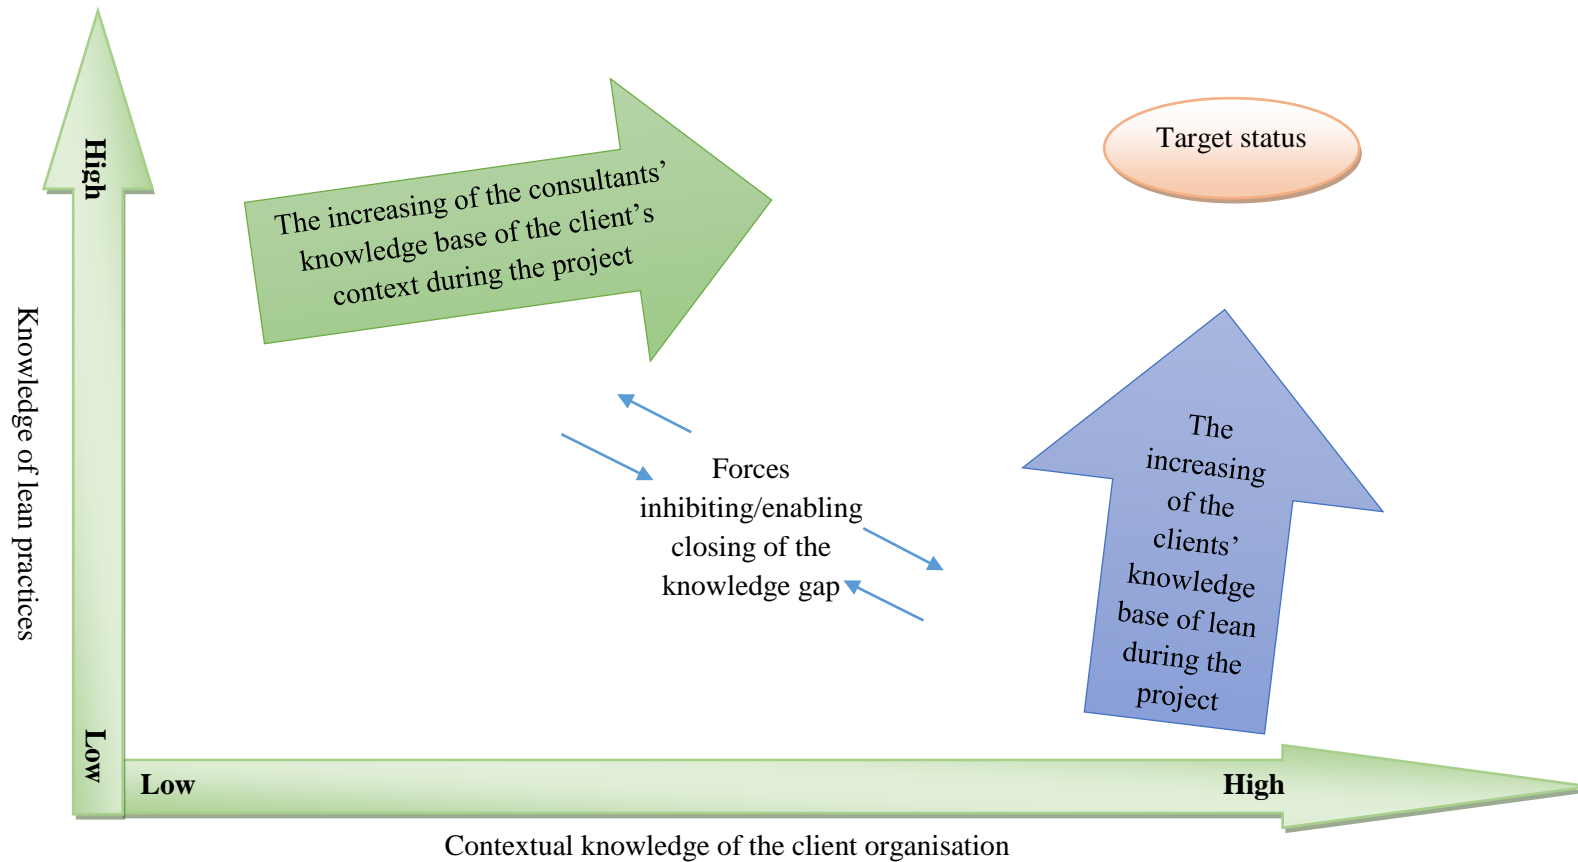 High
Low
Knowledge of lean practices
The increasing of the consultants’
knowledge base of the client’s
context during the project
Target status
Forces
inhibiting/enabling
closing of the
knowledge gap
The
increasing
of the
clients’
knowledge
base of lean
during the
project
Low
High
Contextual knowledge of the client organisation